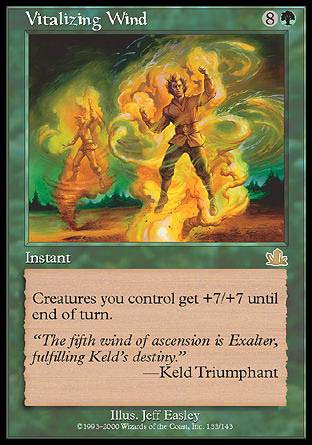 Vitalizing Wind 8
Instant
Creatures you control get +7/+7 until
end of turn.
"The fifth wind of ascension is Exalter,
fulfilling Keld's destiny."
—Keld Triumphant
Illus. Jeff Easley
©1993-2000 Wizards of the Coast, Inc. 133/143